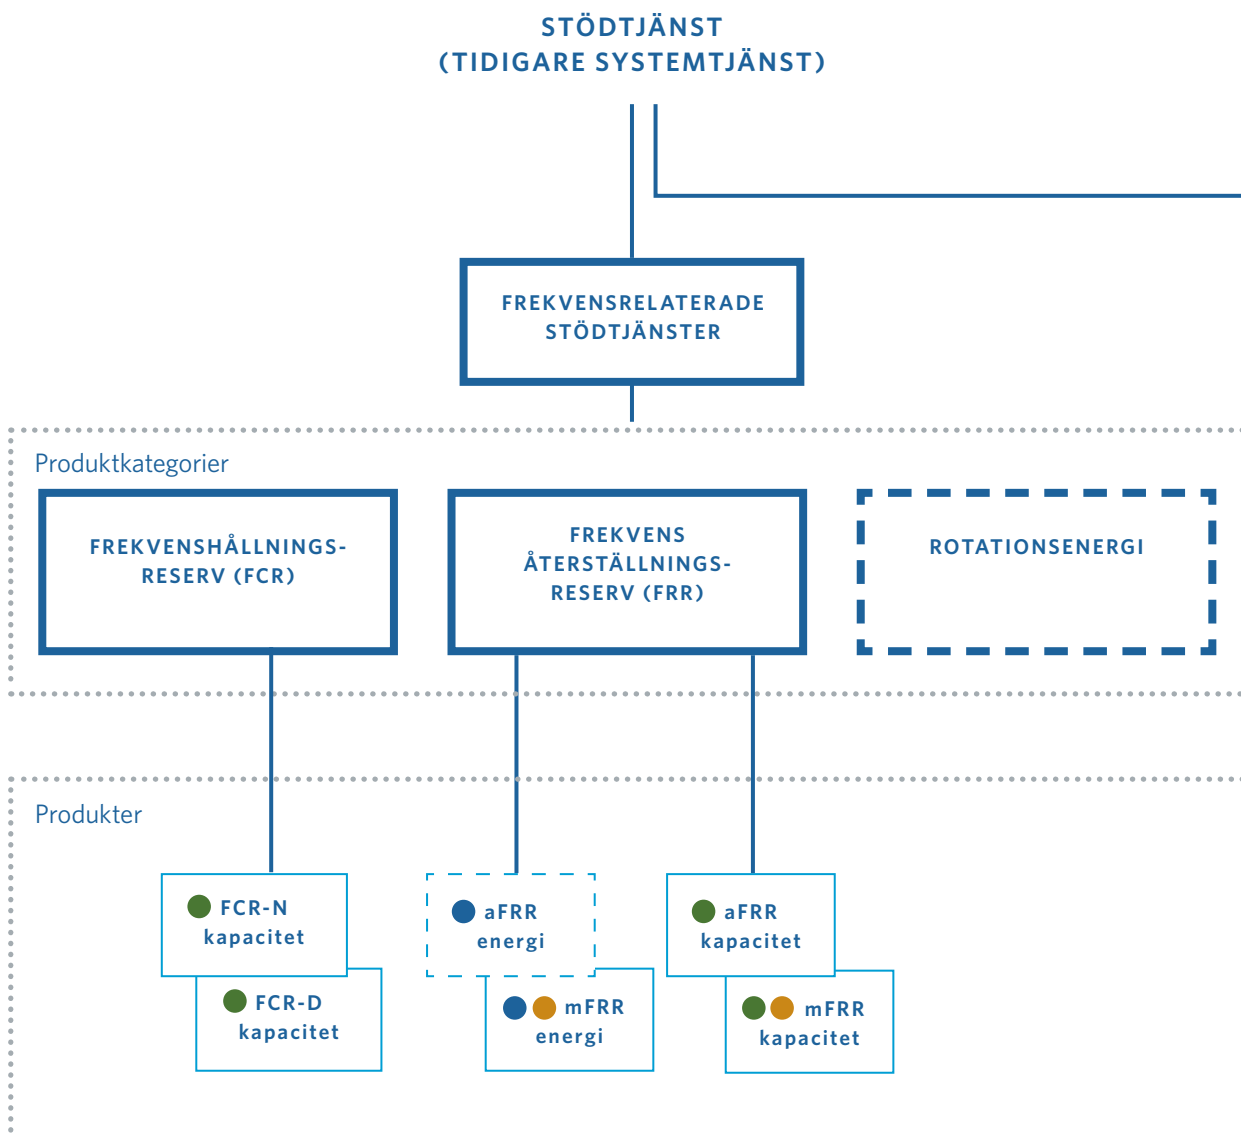 STÖDTJÄNST
(TIDIGARE SYSTEMTJÄNST)
FREKVENSRELATERADE
STÖDTJÄNSTER
Produktkategorier
FREKVENSHÅLLNINGS-
RESERV (FCR)
FREKVENS
ÅTERSTÄLLNINGS-
RESERV (FRR)
ROTATIONSENERGI
Produkter
FCR-N
kapacitet
FCR-D
kapacitet
aFRR
energi
mFRR
energi
aFRR
kapacitet
mFRR
kapacitet